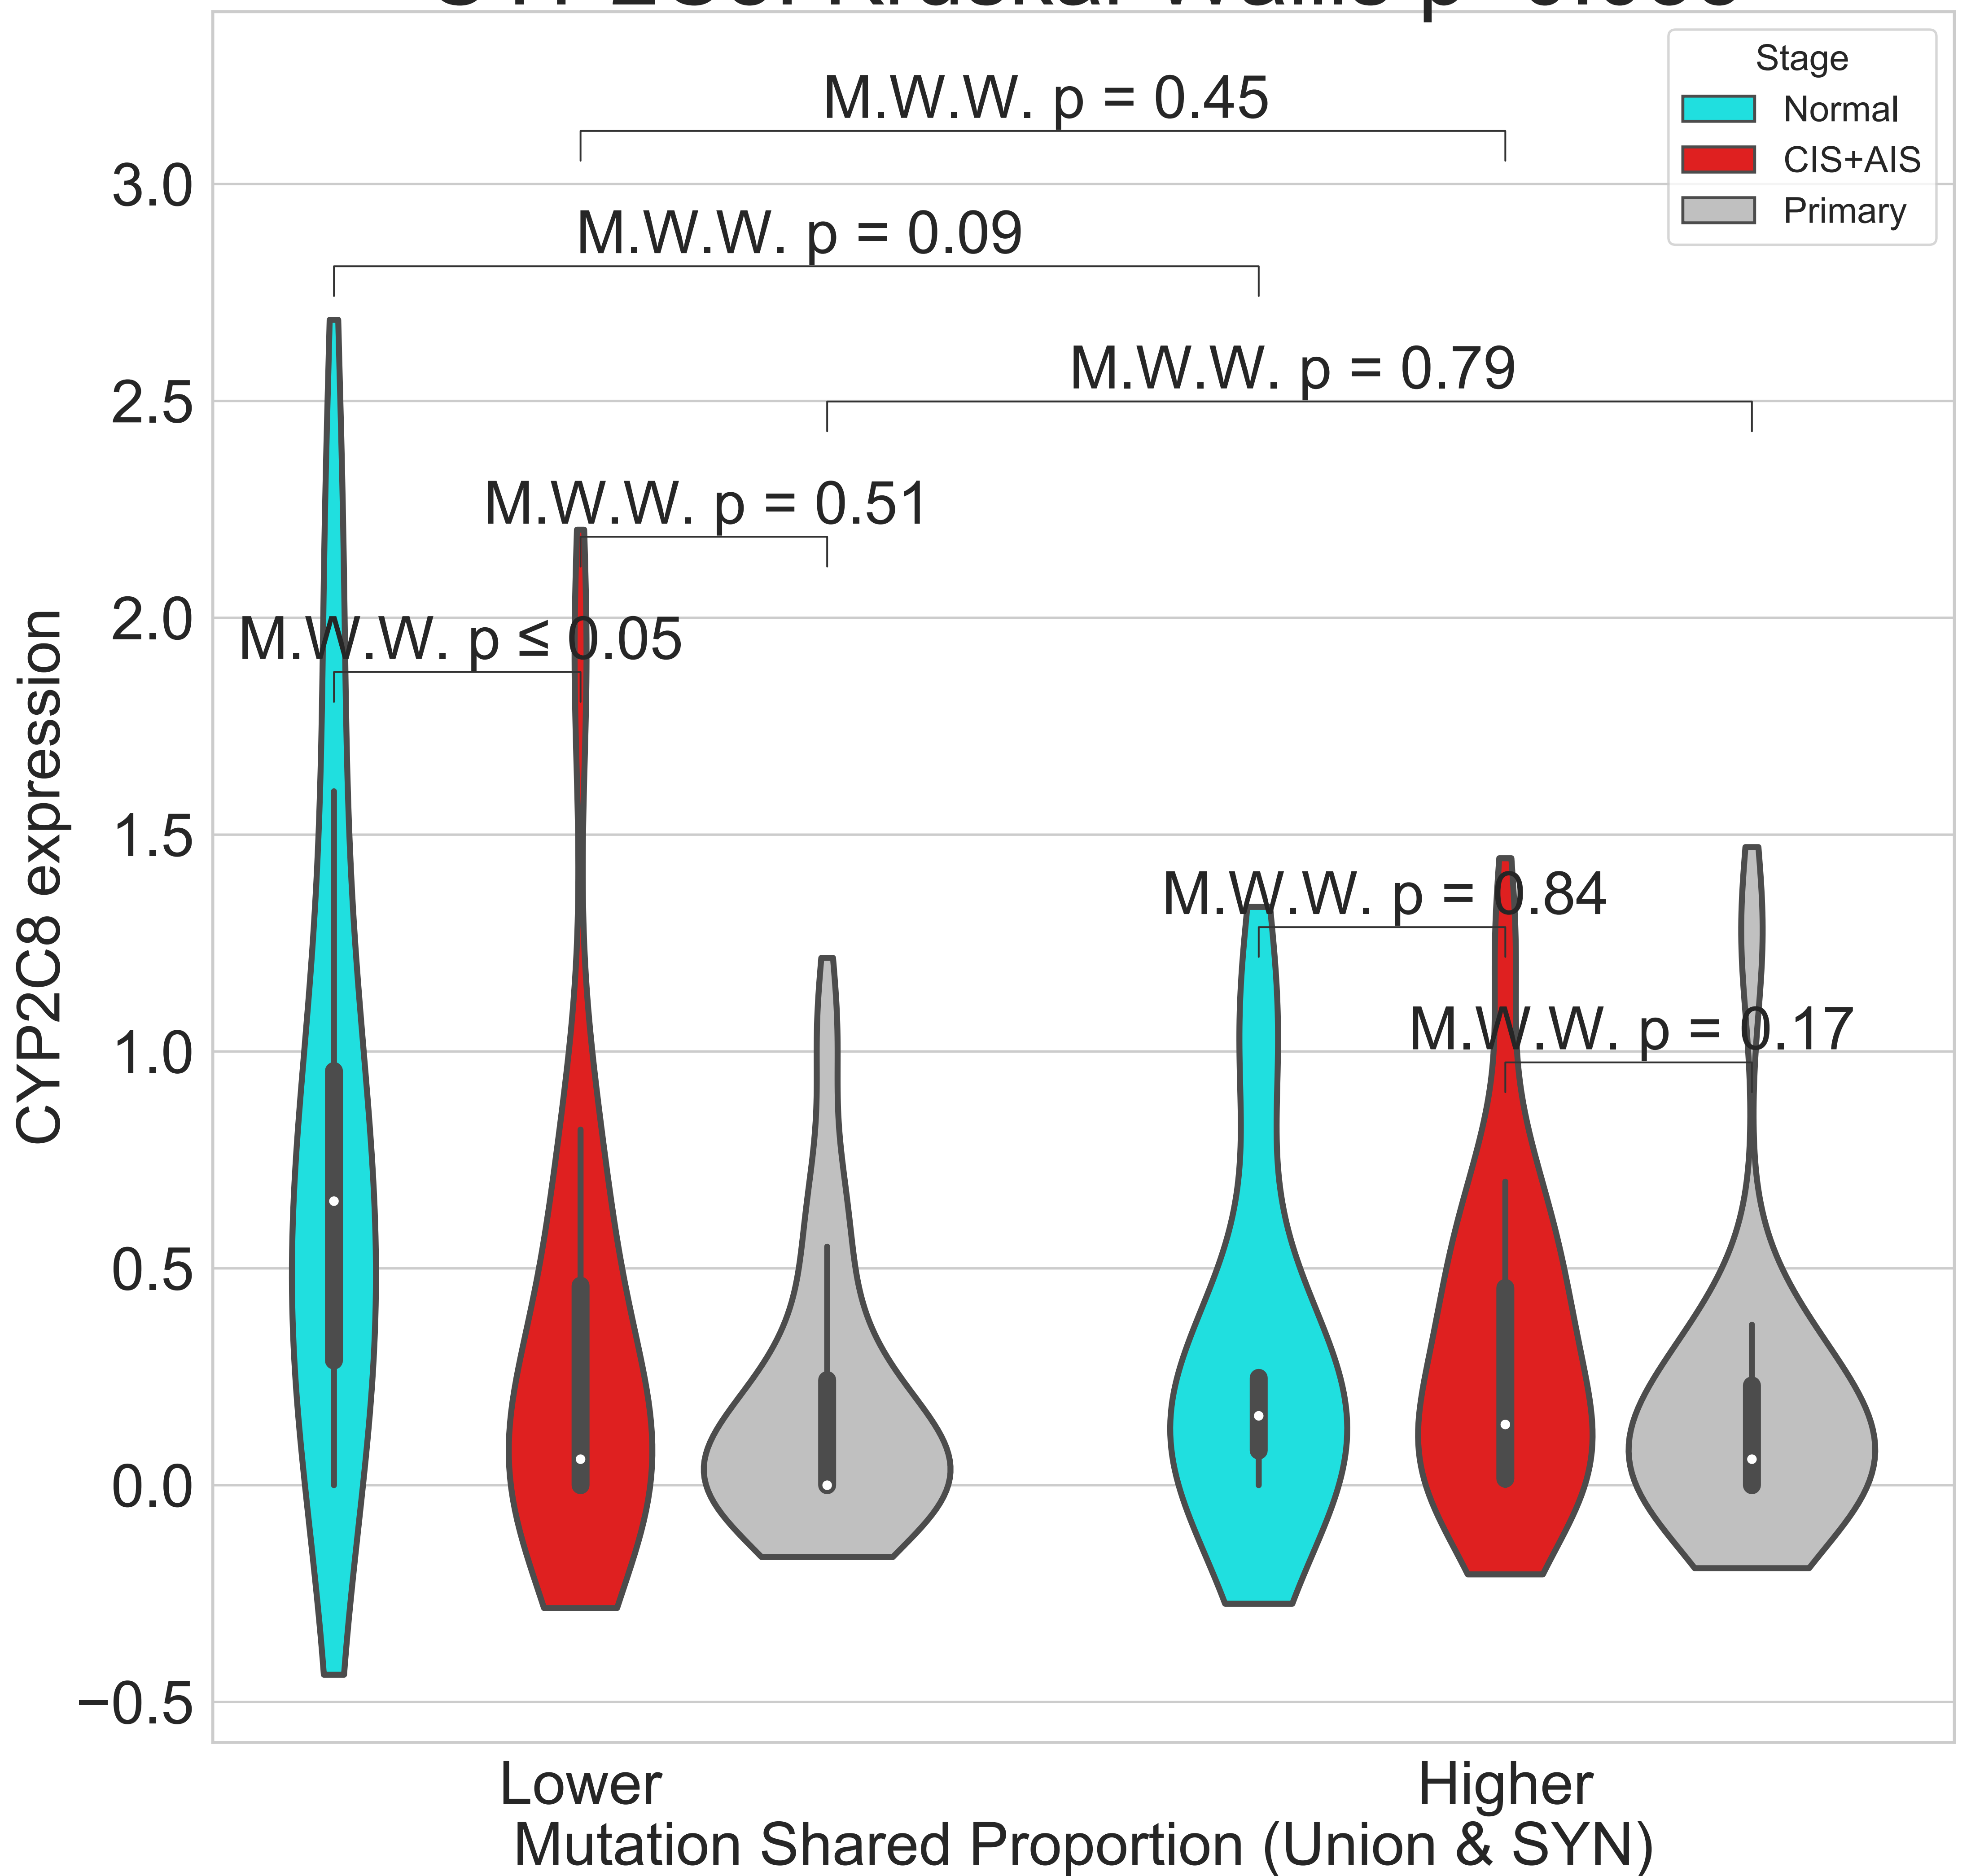 Stage
Normal
CIS+AIS
Primary
M.W.W. p = 0.45
M.W.W. p = 0.09
M.W.W. p = 0.79
M.W.W. p = 0.51
M.W.W. p ≤ 0.05
M.W.W. p = 0.84
M.W.W. p = 0.17
3.0
2.5
2.0
1.5
1.0
0.5
0.0
−0.5
CYP2C8 expression
Lower
Higher
Mutation Shared Proportion (Union & SYN)